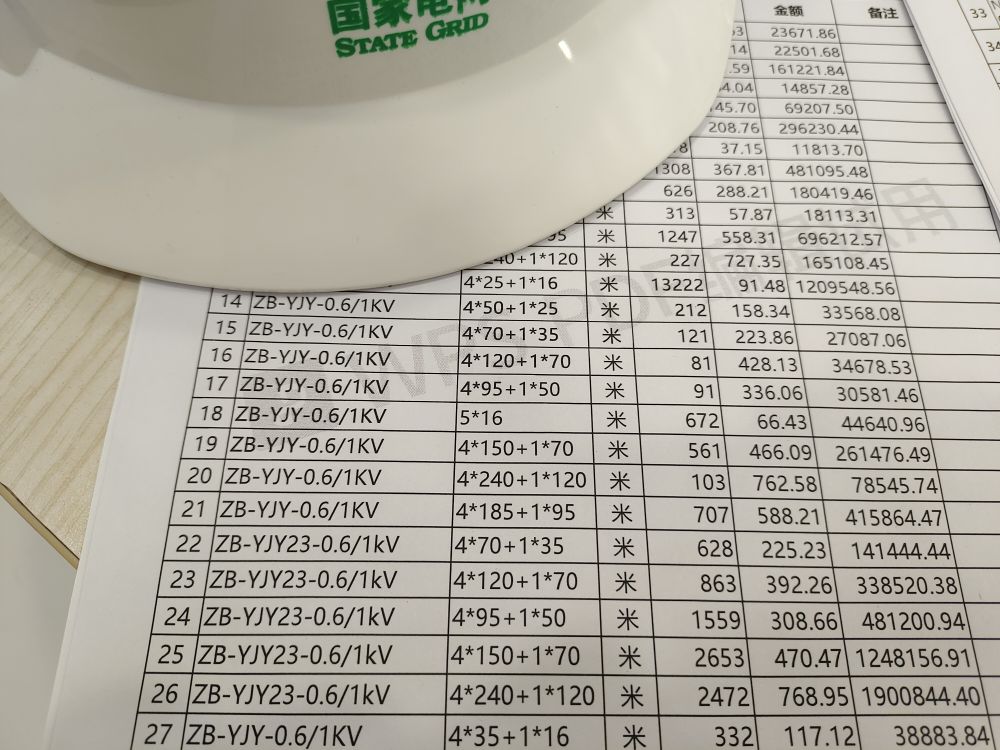 国家电网
STATE GRID
金额 备注
33
34
23671.86
14 22501.68
.59 161221.84
4.04 14857.28
145.70 69207.50
208.76 296230.44
37.15 11813.70
1308 367.81 481095.48
626 288.21 180419.46
米 313 57.87 18113.31
95 米 1247 558.31 696212.57
240+1*120 米 227 727.35 165108.45
4*25+1*16 米 13222 91.48 1209548.56
14 ZB-YJY-0.6/1KV 4*50+1*25 米 212 158.34 33568.08
15 ZB-YJY-0.6/1KV 4*70+1*35 米 121 223.86 27087.06
16 ZB-YJY-0.6/1KV 4*120+1*70 米 81 428.13 34678.53
17 ZB-YJY-0.6/1KV 4*95+1*50 米 91 336.06 30581.46
18 ZB-YJY-0.6/1KV 5*16 米 672 66.43 44640.96
19 ZB-YJY-0.6/1KV 4*150+1*70 米 561 466.09 261476.49
20 ZB-YJY-0.6/1KV 4*240+1*120 米 103 762.58 78545.74
21 ZB-YJY-0.6/1KV 4*185+1*95 米 707 588.21 415864.47
22 ZB-YJY23-0.6/1kV 4*70+1*35 米 628 225.23 141444.44
23 ZB-YJY23-0.6/1kV 4*120+1*70 米 863 392.26 338520.38
24 ZB-YJY23-0.6/1kV 4*95+1*50 米 1559 308.66 481200.94
25 ZB-YJY23-0.6/1kV 4*150+1*70 米 2653 470.47 1248156.91
26 ZB-YJY23-0.6/1kV 4*240+1*120 米 2472 768.95 1900844.40
27 ZB-YJY-0.6/1KV 4*35+1*16 米 332 117.12 38883.84